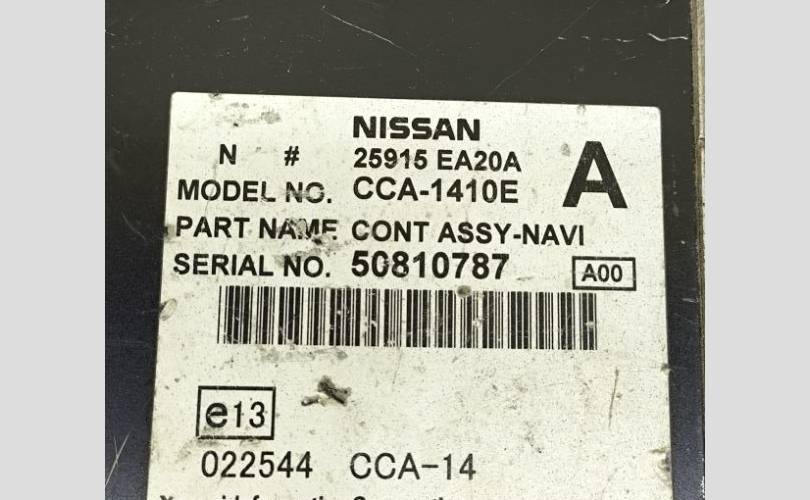 NISSAN
N # 25915 EA20A
A
MODEL NO. CCA-1410E
PART NAME CONT ASSY-NAVI
SERIAL NO. 50810787
A00
e13
022544 CCA-14